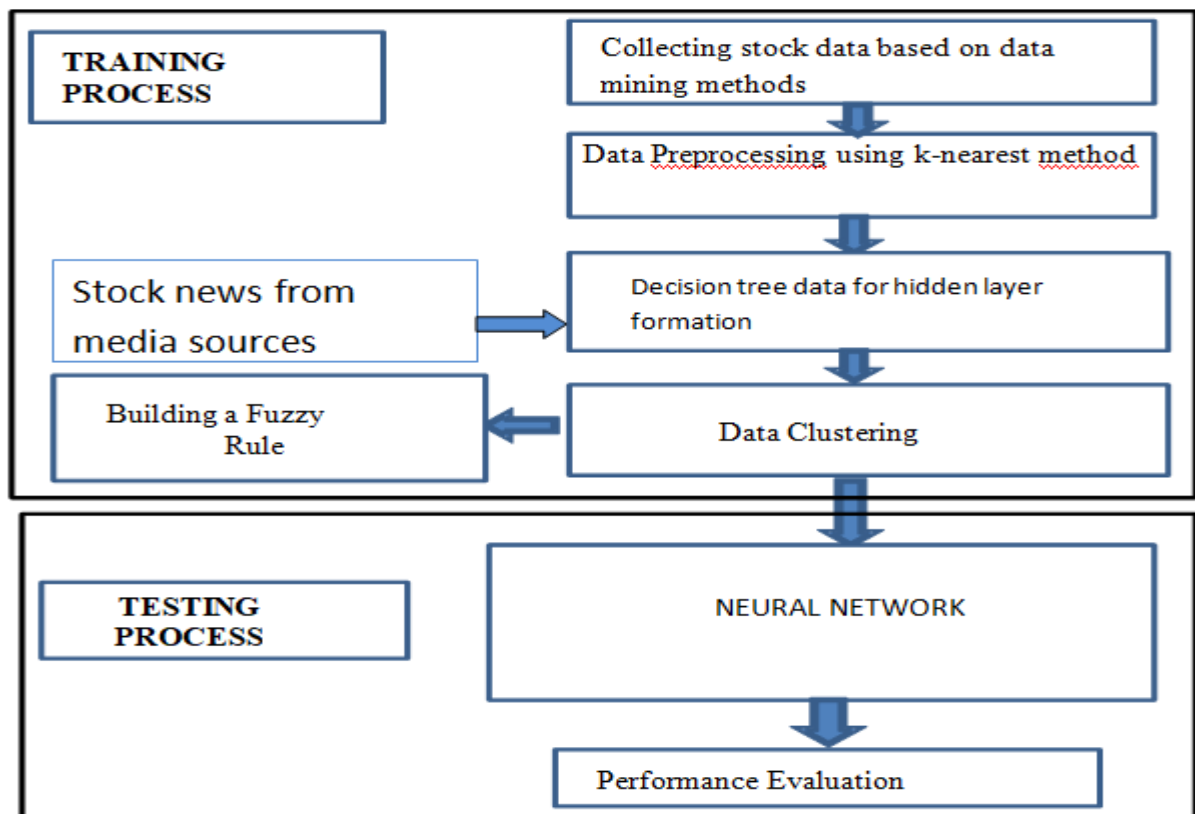 TRAINING
PROCESS
Collecting stock data based on data
mining methods
Data Preprocessing using k-nearest method
Stock news from
media sources
Decision tree data for hidden layer
formation
Building a Fuzzy
Rule
Data Clustering
TESTING
PROCESS
NEURAL NETWORK
Performance Evaluation